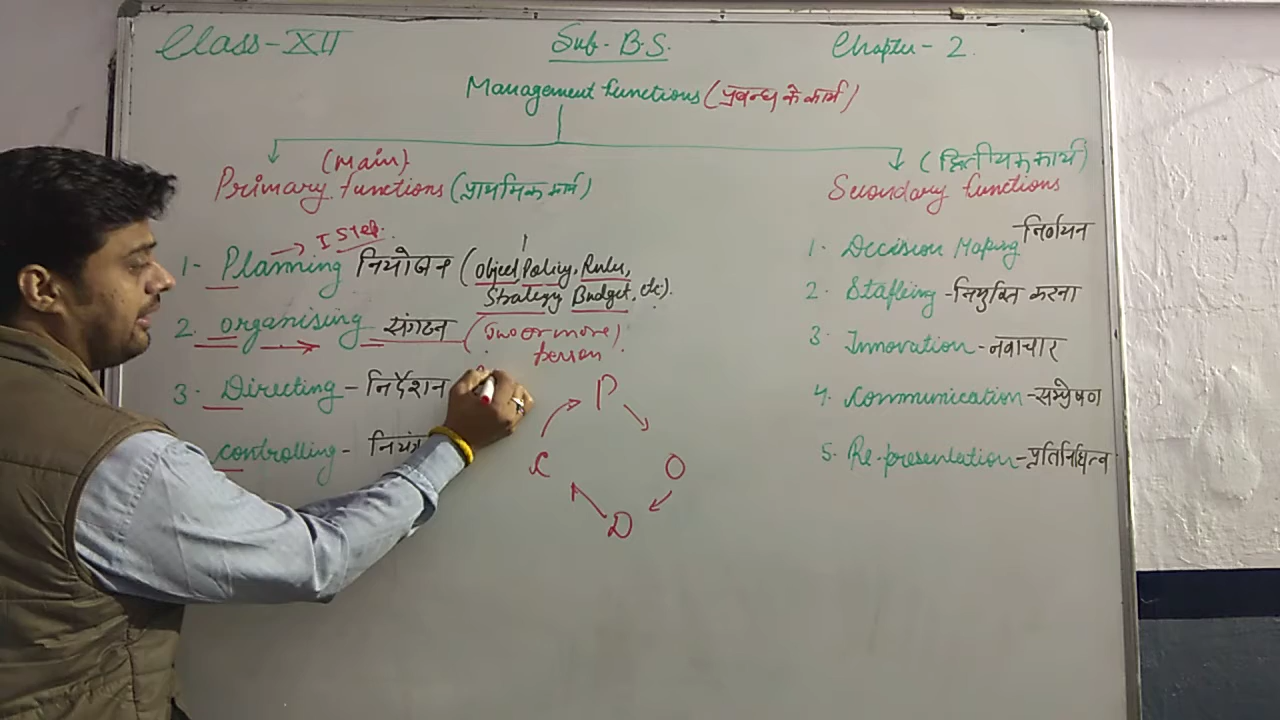 Class-XII
Sub-B.S.
Chapter-2.
Management functions (प्रबन्ध के कार्य)
(main)
Primary functions (प्राथमिक कार्य)
→ I Step.
1- Planning नियोजन (object Policy, Rules,
Strategy Budget, etc).
2. organising संगठन (Two or more)
person
3. Directing-निर्देशन
controlling-
P
O
D
C
(द्वितीयक कार्य)
Secondary functions
1. Decision Making-निर्णयन
2. Staffing-नियुक्ति करना
3. Innovation-नवाचार
4. Communication-सम्प्रेषण
5. Re-presentation-प्रतिनिधित्व